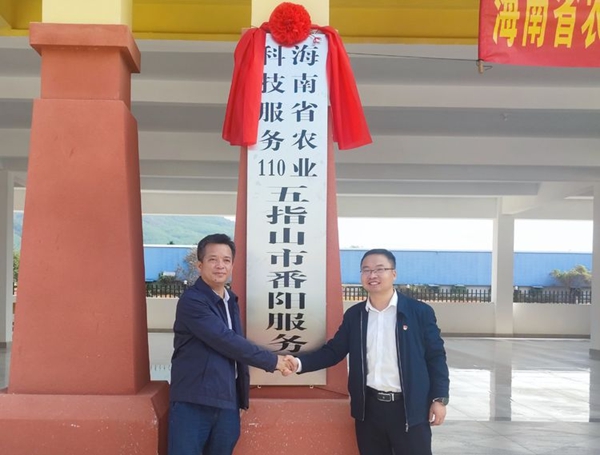 海南省农业
科技服务110
五指山市番阳服务
海南省农